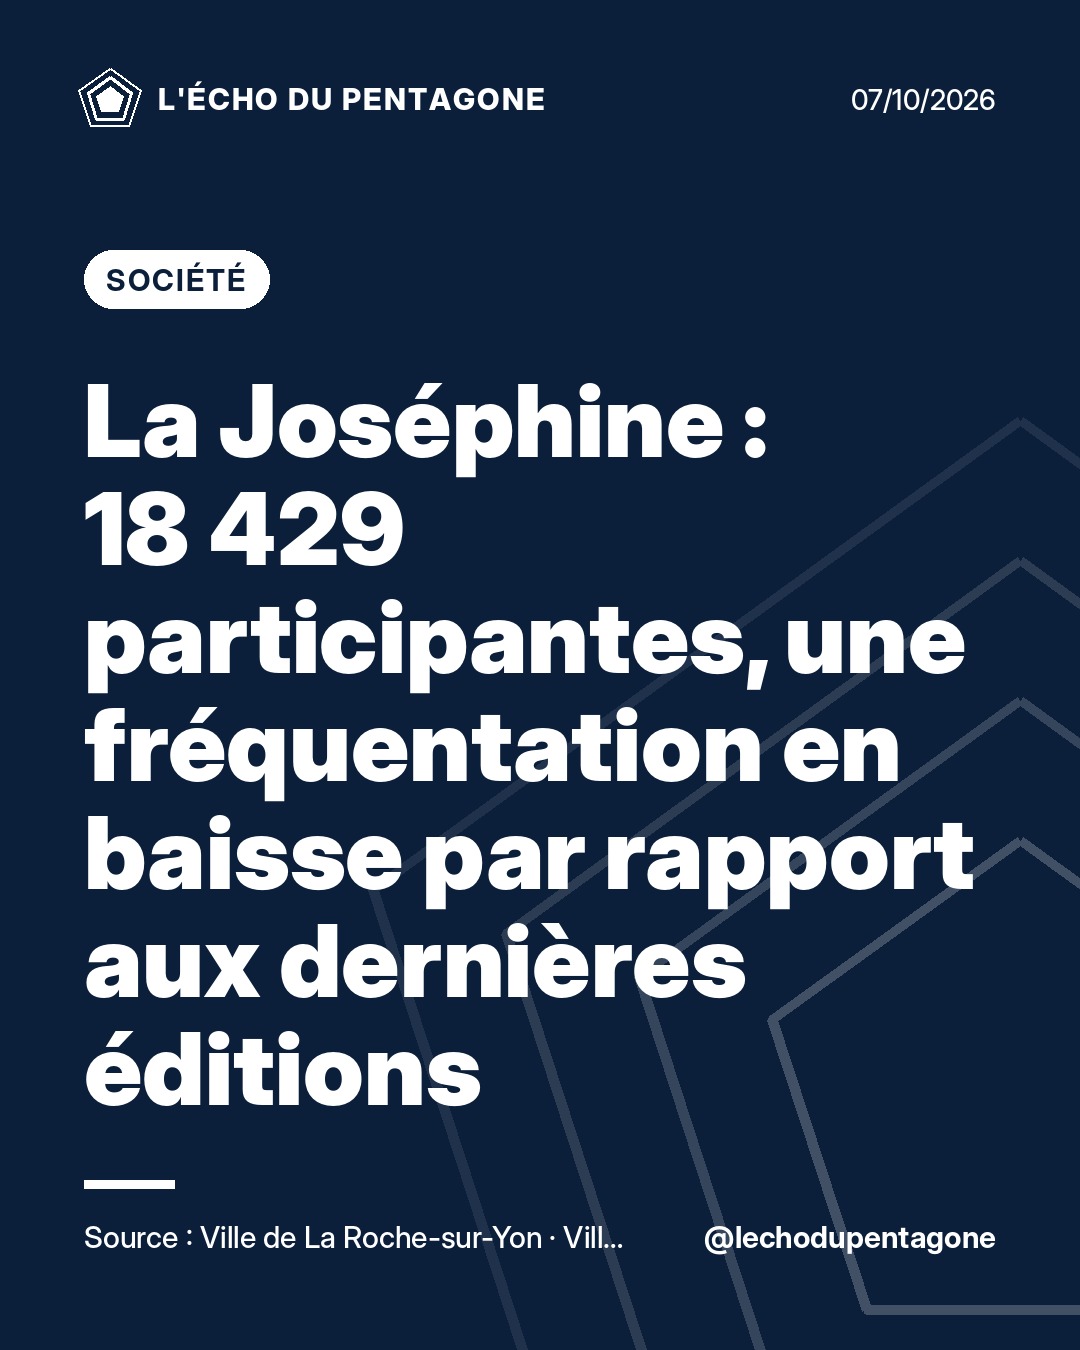 L'ÉCHO DU PENTAGONE
07/10/2026
SOCIÉTÉ
La Joséphine :
18 429
participantes, une
fréquentation en
baisse par rapport
aux dernières
éditions
Source : Ville de La Roche-sur-Yon · Vill...
@lechodupentagone